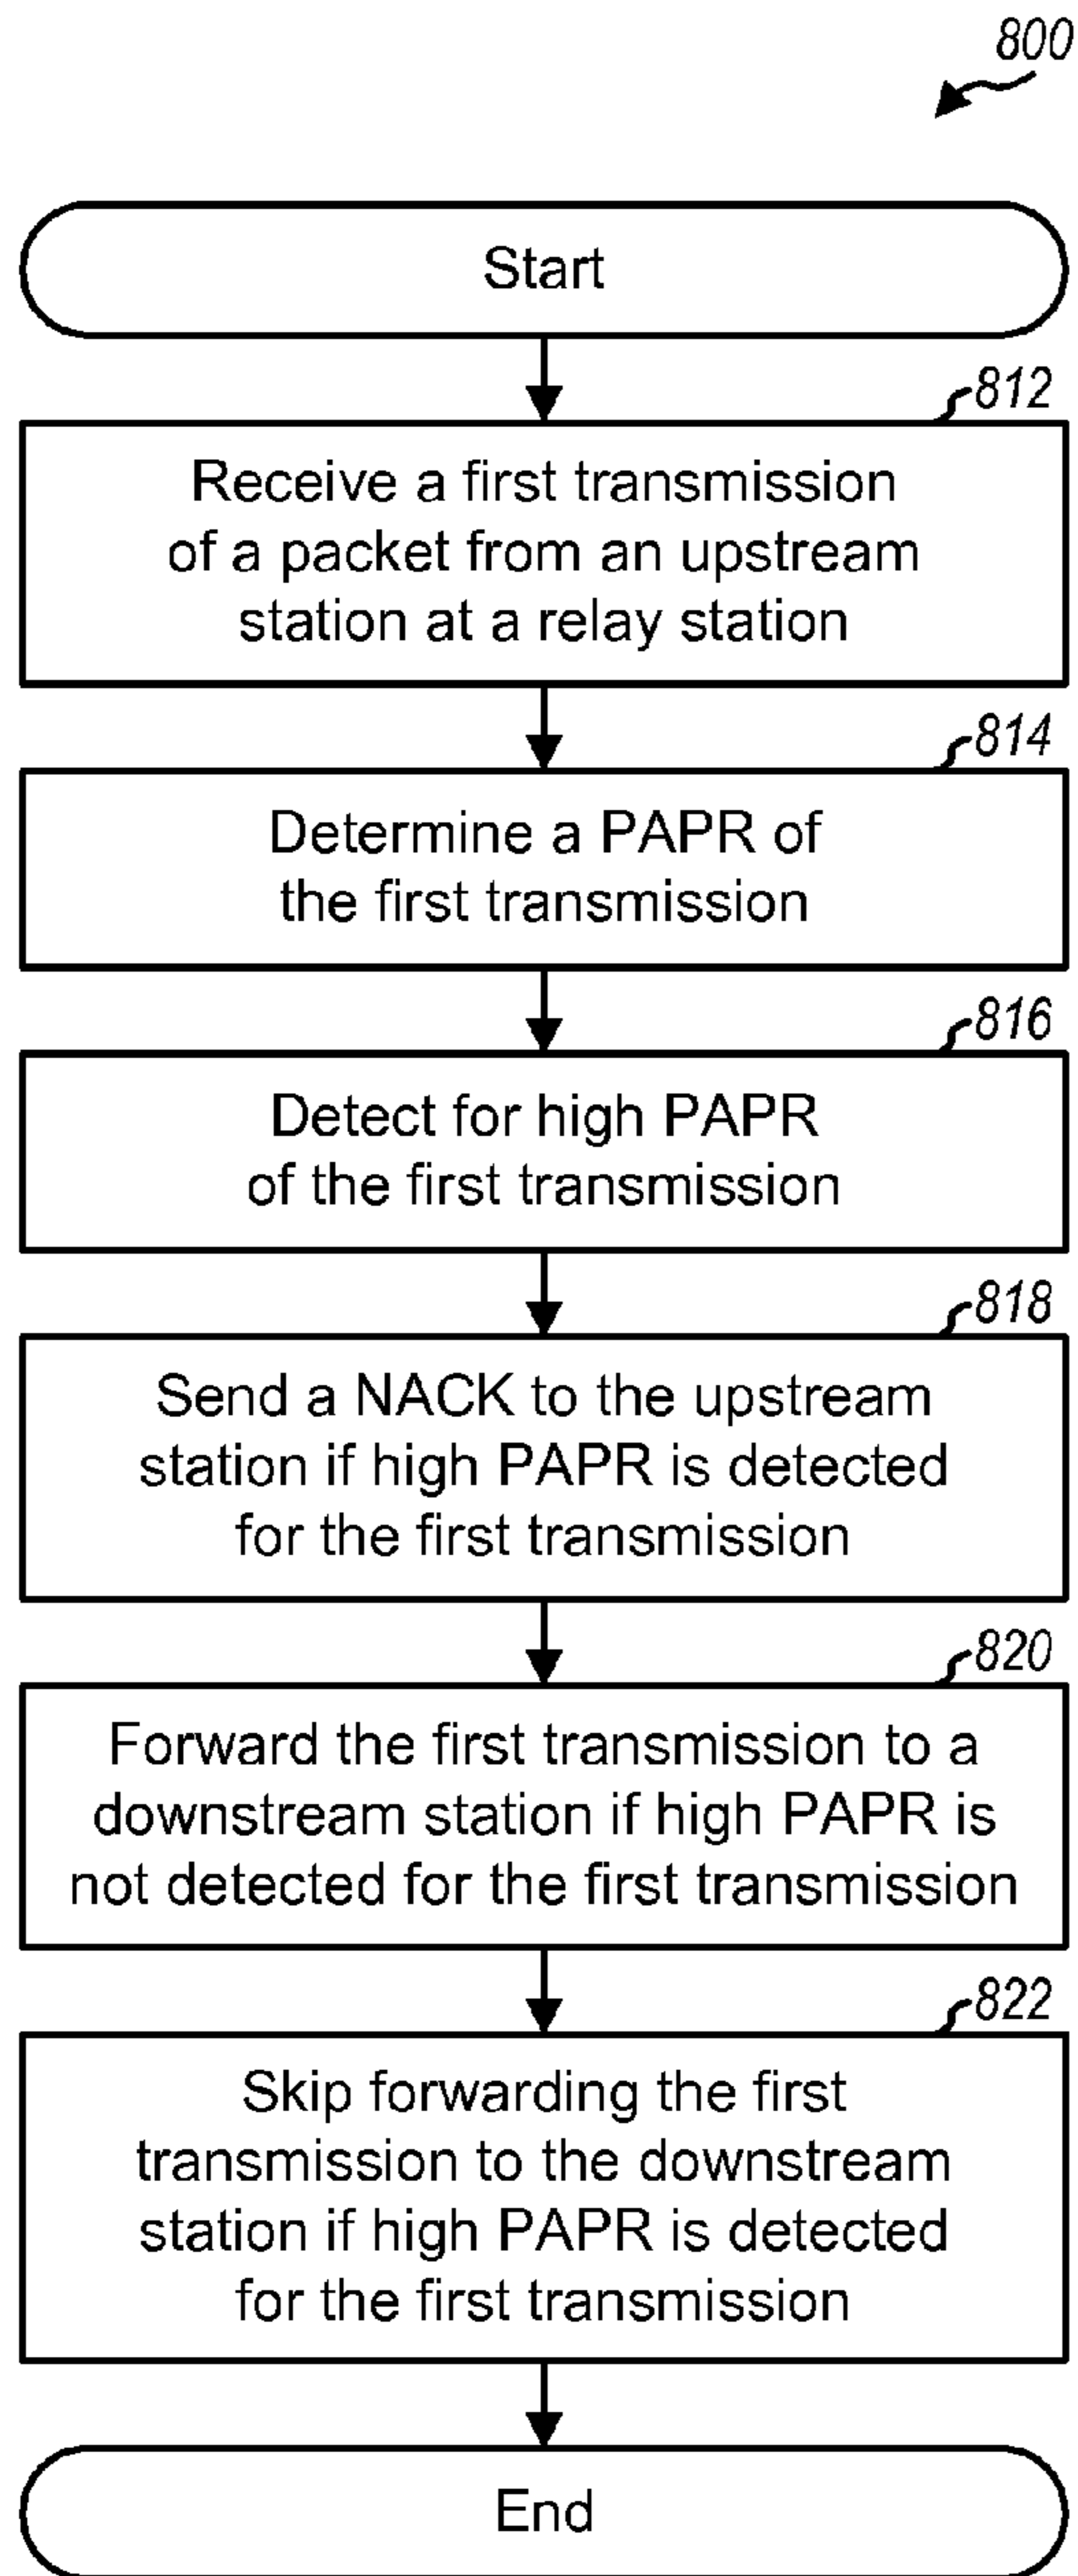 800
Start
812
Receive a first transmission
of a packet from an upstream
station at a relay station
814
Determine a PAPR of
the first transmission
816
Detect for high PAPR
of the first transmission
818
Send a NACK to the upstream
station if high PAPR is detected
for the first transmission
820
Forward the first transmission to a
downstream station if high PAPR is
not detected for the first transmission
822
Skip forwarding the first
transmission to the downstream
station if high PAPR is detected
for the first transmission
End